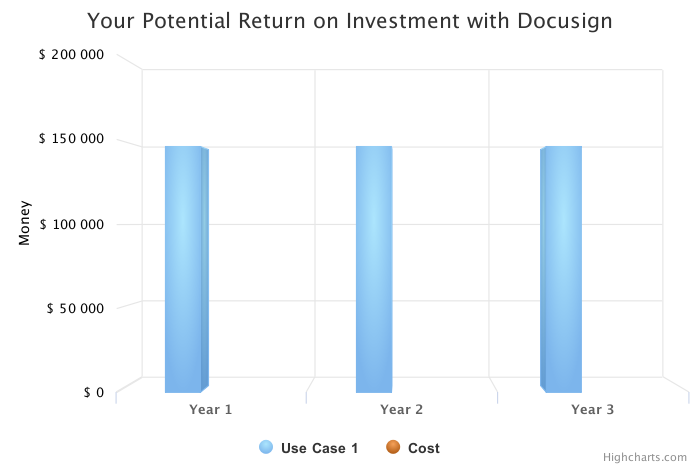 Your Potential Return on Investment with Docusign
$ 200 000
$ 150 000
$ 100 000
$ 50 000
$ 0
Money
Year 1
Year 2
Year 3
Use Case 1
Cost
Highcharts.com